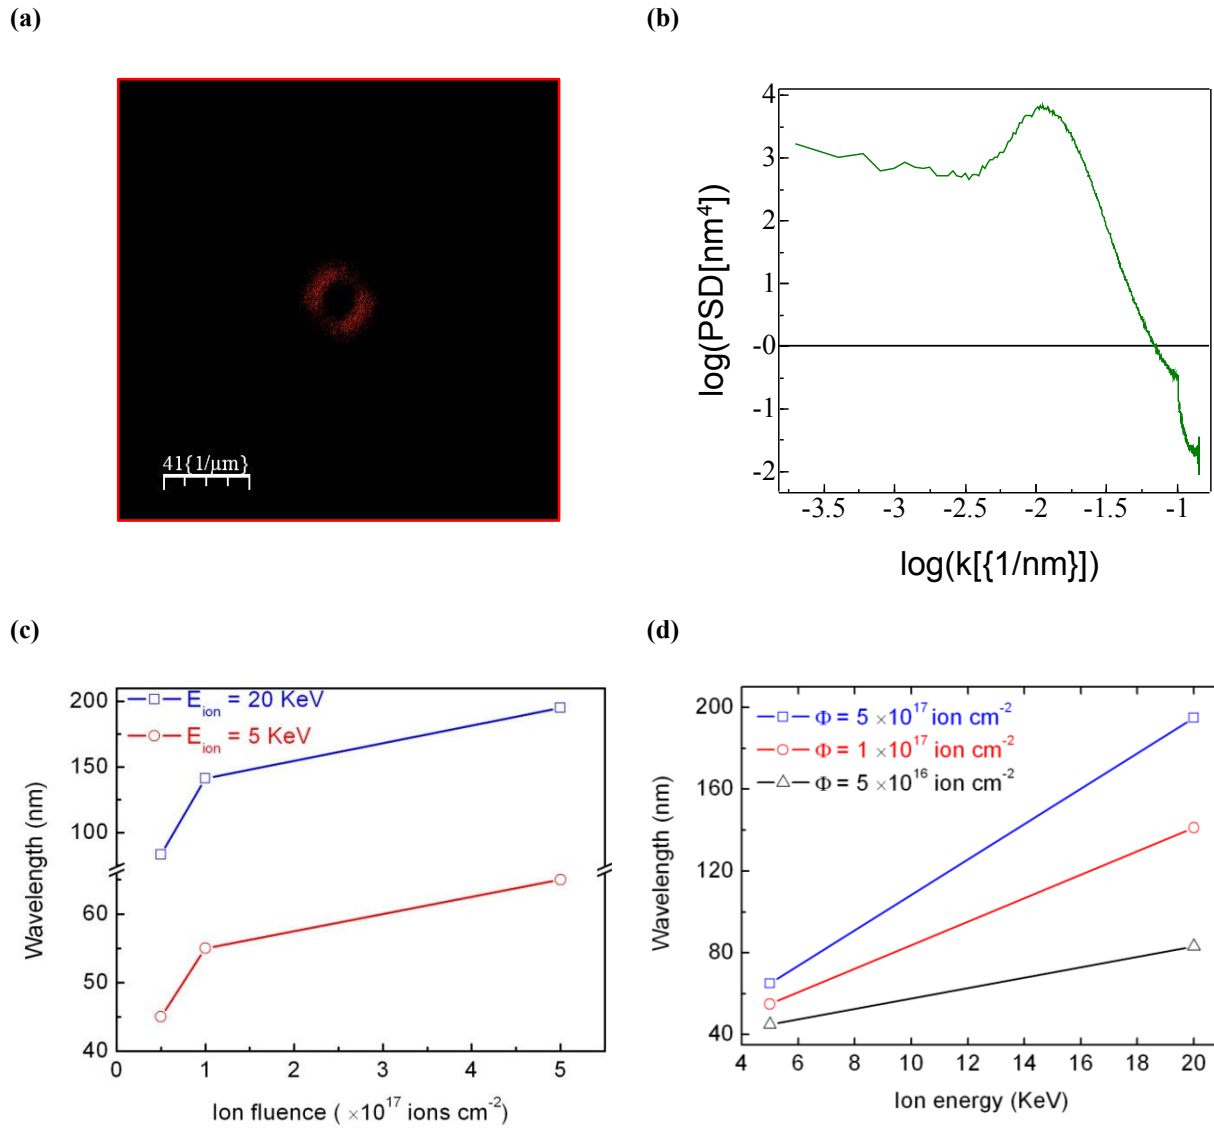 (a)
(b)
41{1/μm}
4
3
2
1
-0
-1
-2
log(PSD[nm⁴])
-3.5 -3 -2.5 -2 -1.5 -1
log(k[{1/nm}])
(c)
(d)
200
150
100
60
50
40
Wavelength (nm)
E_ion = 20 KeV
E_ion = 5 KeV
0 1 2 3 4 5
Ion fluence ( ×10¹⁷ ions cm⁻²)
200
160
120
80
40
Wavelength (nm)
Φ = 5 ×10¹⁷ ion cm⁻²
Φ = 1 ×10¹⁷ ion cm⁻²
Φ = 5 ×10¹⁶ ion cm⁻²
4 6 8 10 12 14 16 18 20
Ion energy (KeV)